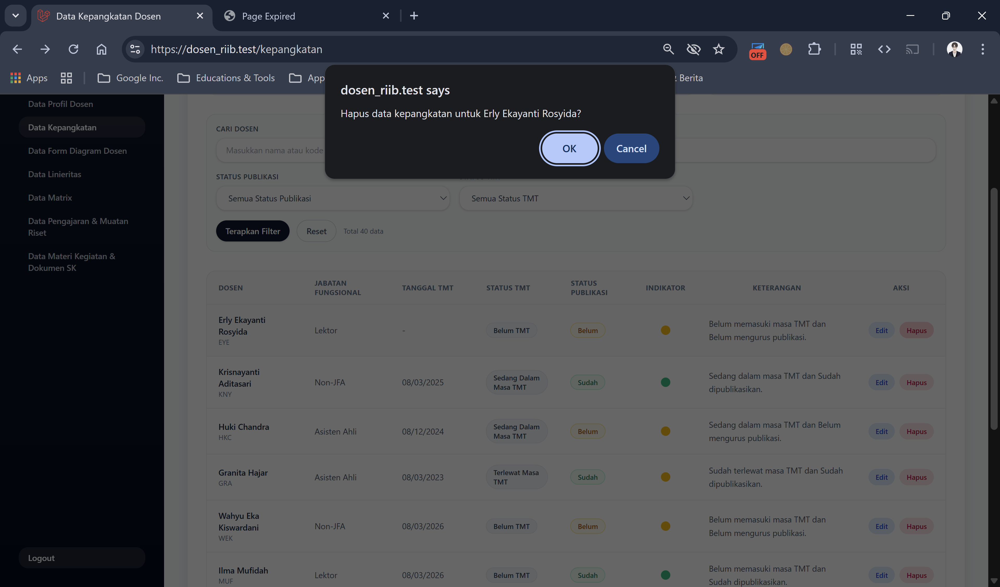 Data Kepangkatan Dosen
Page Expired
https://dosen_riib.test/kepangkatan
OFF
Apps
Google Inc.
Educations & Tools
App
Berita
dosen_riib.test says
Hapus data kepangkatan untuk Erly Ekayanti Rosyida?
OK
Cancel
Data Profil Dosen
Data Kepangkatan
Data Form Diagram Dosen
Data Linieritas
Data Matrix
Data Pengajaran & Muatan
Riset
Data Materi Kegiatan &
Dokumen SK
Logout
CARI DOSEN
Masukkan nama atau kode
STATUS PUBLIKASI
Semua Status Publikasi
Semua Status TMT
Terapkan Filter
Reset
Total 40 data
DOSEN
JABATAN
FUNGSIONAL
TANGGAL TMT
STATUS TMT
STATUS
PUBLIKASI
INDIKATOR
KETERANGAN
AKSI
Erly Ekayanti
Rosyida
EYE
Lektor
-
Belum TMT
Belum
Belum memasuki masa TMT dan
Belum mengurus publikasi.
Edit
Hapus
Krisnayanti
Aditasari
KNY
Non-JFA
08/03/2025
Sedang Dalam
Masa TMT
Sudah
Sedang dalam masa TMT dan Sudah
dipublikasikan.
Edit
Hapus
Huki Chandra
HKC
Asisten Ahli
08/12/2024
Sedang Dalam
Masa TMT
Belum
Sedang dalam masa TMT dan Belum
mengurus publikasi.
Edit
Hapus
Granita Hajar
GRA
Asisten Ahli
08/03/2023
Terlewat Masa
TMT
Sudah
Sudah terlewat masa TMT dan Sudah
dipublikasikan.
Edit
Hapus
Wahyu Eka
Kiswardani
WEK
Non-JFA
08/03/2026
Belum TMT
Belum
Belum memasuki masa TMT dan
Belum mengurus publikasi.
Edit
Hapus
Ilma Mufidah
MUF
Lektor
08/03/2026
Belum TMT
Sudah
Belum memasuki masa TMT dan
Sudah dipublikasikan.
Edit
Hapus